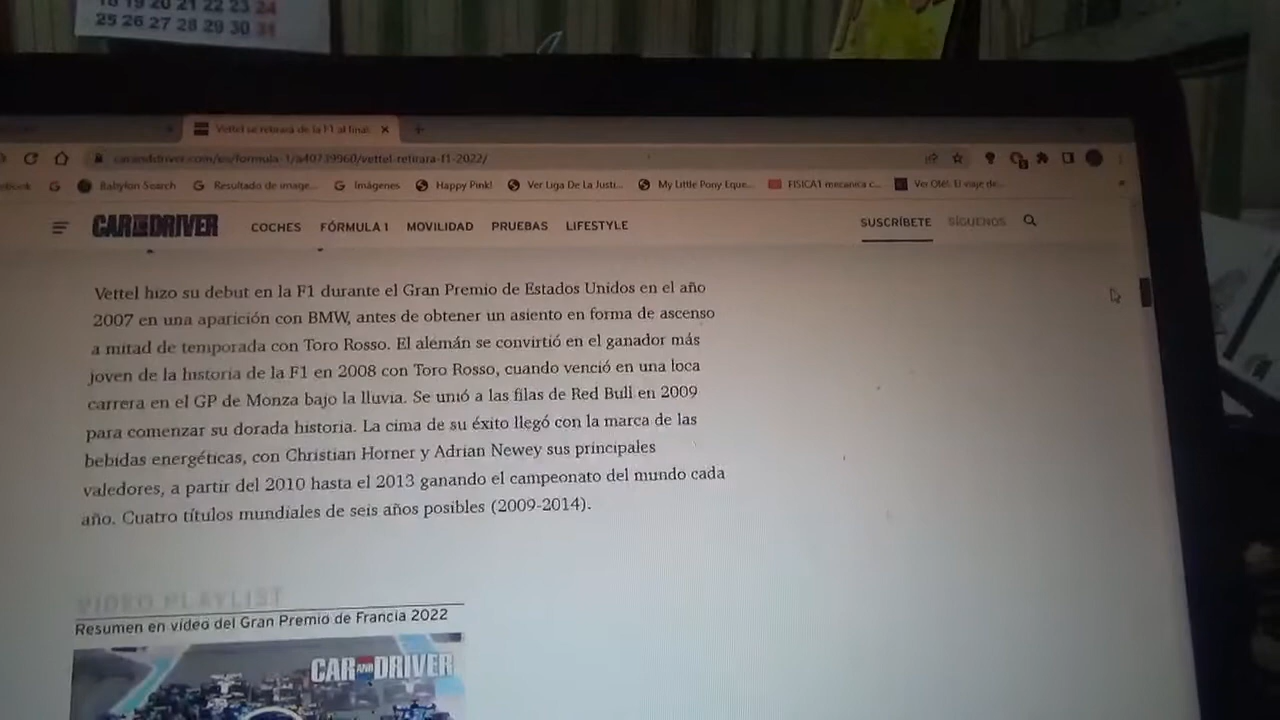 18 19 20 21 22 23 24
25 26 27 28 29 30 31
Vettel se retirará de la F1 al final
caranddriver.com/es/formula-1/a40739960/vettel-retirara-f1-2022/
ebook
Babylon Search
Resultado de image...
Imágenes
Happy Pink!
Ver Liga De La Justi...
My Little Pony Eque...
FISICA1 mecanica c...
Ver Olé!. El viaje de...
CAR AND DRIVER
COCHES FÓRMULA 1 MOVILIDAD PRUEBAS LIFESTYLE
SUSCRÍBETE SÍGUENOS
Vettel hizo su debut en la F1 durante el Gran Premio de Estados Unidos en el año
2007 en una aparición con BMW, antes de obtener un asiento en forma de ascenso
a mitad de temporada con Toro Rosso. El alemán se convirtió en el ganador más
joven de la historia de la F1 en 2008 con Toro Rosso, cuando venció en una loca
carrera en el GP de Monza bajo la lluvia. Se unió a las filas de Red Bull en 2009
para comenzar su dorada historia. La cima de su éxito llegó con la marca de las
bebidas energéticas, con Christian Horner y Adrian Newey sus principales
valedores, a partir del 2010 hasta el 2013 ganando el campeonato del mundo cada
año. Cuatro títulos mundiales de seis años posibles (2009-2014).
VIDEO PLAYLIST
Resumen en vídeo del Gran Premio de Francia 2022
CAR AND DRIVER